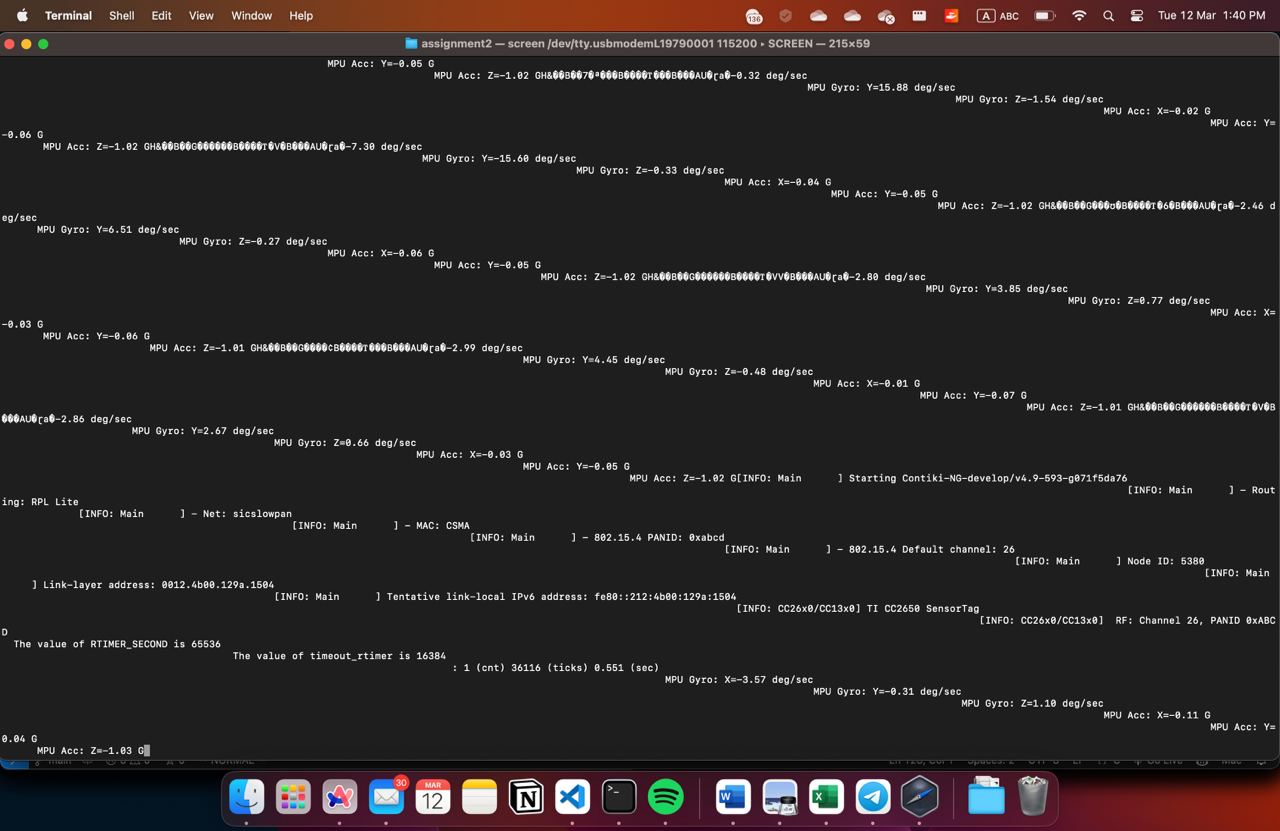 Terminal Shell Edit View Window Help 136 A ABC Tue 12 Mar 1:40 PM
assignment2 — screen /dev/tty.usbmodemL19790001 115200 ▸ SCREEN — 215×59
MPU Acc: Y=-0.05 G
MPU Acc: Z=-1.02 GH&��B��7�ª���B����T���B���AU�ɽa�-0.32 deg/sec
MPU Gyro: Y=15.88 deg/sec
MPU Gyro: Z=-1.54 deg/sec
MPU Acc: X=-0.02 G
MPU Acc: Y=
-0.06 G
MPU Acc: Z=-1.02 GH&��B��G������B����T�V�B���AU�ɽa�-7.30 deg/sec
MPU Gyro: Y=-15.60 deg/sec
MPU Gyro: Z=-0.33 deg/sec
MPU Acc: X=-0.04 G
MPU Acc: Y=-0.05 G
MPU Acc: Z=-1.02 GH&��B��G���ʊ�B����T�6�B���AU�ɽa�-2.46 d
eg/sec
MPU Gyro: Y=6.51 deg/sec
MPU Gyro: Z=-0.27 deg/sec
MPU Acc: X=-0.06 G
MPU Acc: Y=-0.05 G
MPU Acc: Z=-1.02 GH&��B��G������B����T�VV�B���AU�ɽa�-2.80 deg/sec
MPU Gyro: Y=3.85 deg/sec
MPU Gyro: Z=0.77 deg/sec
MPU Acc: X=
-0.03 G
MPU Acc: Y=-0.06 G
MPU Acc: Z=-1.01 GH&��B��G����¢B����T���B���AU�ɽa�-2.99 deg/sec
MPU Gyro: Y=4.45 deg/sec
MPU Gyro: Z=-0.48 deg/sec
MPU Acc: X=-0.01 G
MPU Acc: Y=-0.07 G
MPU Acc: Z=-1.01 GH&��B��G������B����T�V�B
���AU�ɽa�-2.86 deg/sec
MPU Gyro: Y=2.67 deg/sec
MPU Gyro: Z=0.66 deg/sec
MPU Acc: X=-0.03 G
MPU Acc: Y=-0.05 G
MPU Acc: Z=-1.02 G[INFO: Main ] Starting Contiki-NG-develop/v4.9-593-g071f5da76
[INFO: Main ] - Rout
ing: RPL Lite
[INFO: Main ] - Net: sicslowpan
[INFO: Main ] - MAC: CSMA
[INFO: Main ] - 802.15.4 PANID: 0xabcd
[INFO: Main ] - 802.15.4 Default channel: 26
[INFO: Main ] Node ID: 5380
[INFO: Main
] Link-layer address: 0012.4b00.129a.1504
[INFO: Main ] Tentative link-local IPv6 address: fe80::212:4b00:129a:1504
[INFO: CC26x0/CC13x0] TI CC2650 SensorTag
[INFO: CC26x0/CC13x0] RF: Channel 26, PANID 0xABC
D
The value of RTIMER_SECOND is 65536
The value of timeout_rtimer is 16384
: 1 (cnt) 36116 (ticks) 0.551 (sec)
MPU Gyro: X=-3.57 deg/sec
MPU Gyro: Y=-0.31 deg/sec
MPU Gyro: Z=1.10 deg/sec
MPU Acc: X=-0.11 G
MPU Acc: Y=
0.04 G
MPU Acc: Z=-1.03 G
30
MAR
12